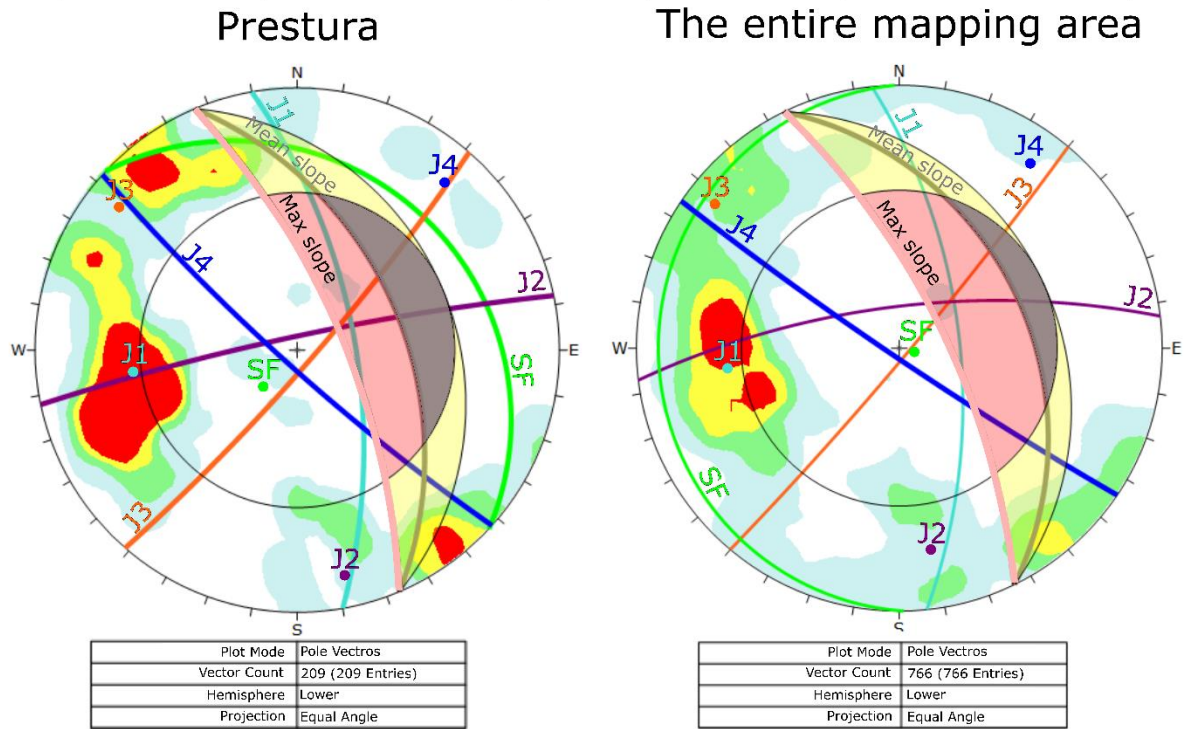 Prestura
The entire mapping area
N
J1
Mean slope
J4
J3
Max slope
J4
J2
W
J1
SF
E
SF
J3
J2
S
Plot Mode Pole Vectros
Vector Count 209 (209 Entries)
Hemisphere Lower
Projection Equal Angle
N
J1
Mean slope
J4
J3
J3
Max slope
J4
J2
SF
W
J1
E
SF
J2
S
Plot Mode Pole Vectros
Vector Count 766 (766 Entries)
Hemisphere Lower
Projection Equal Angle